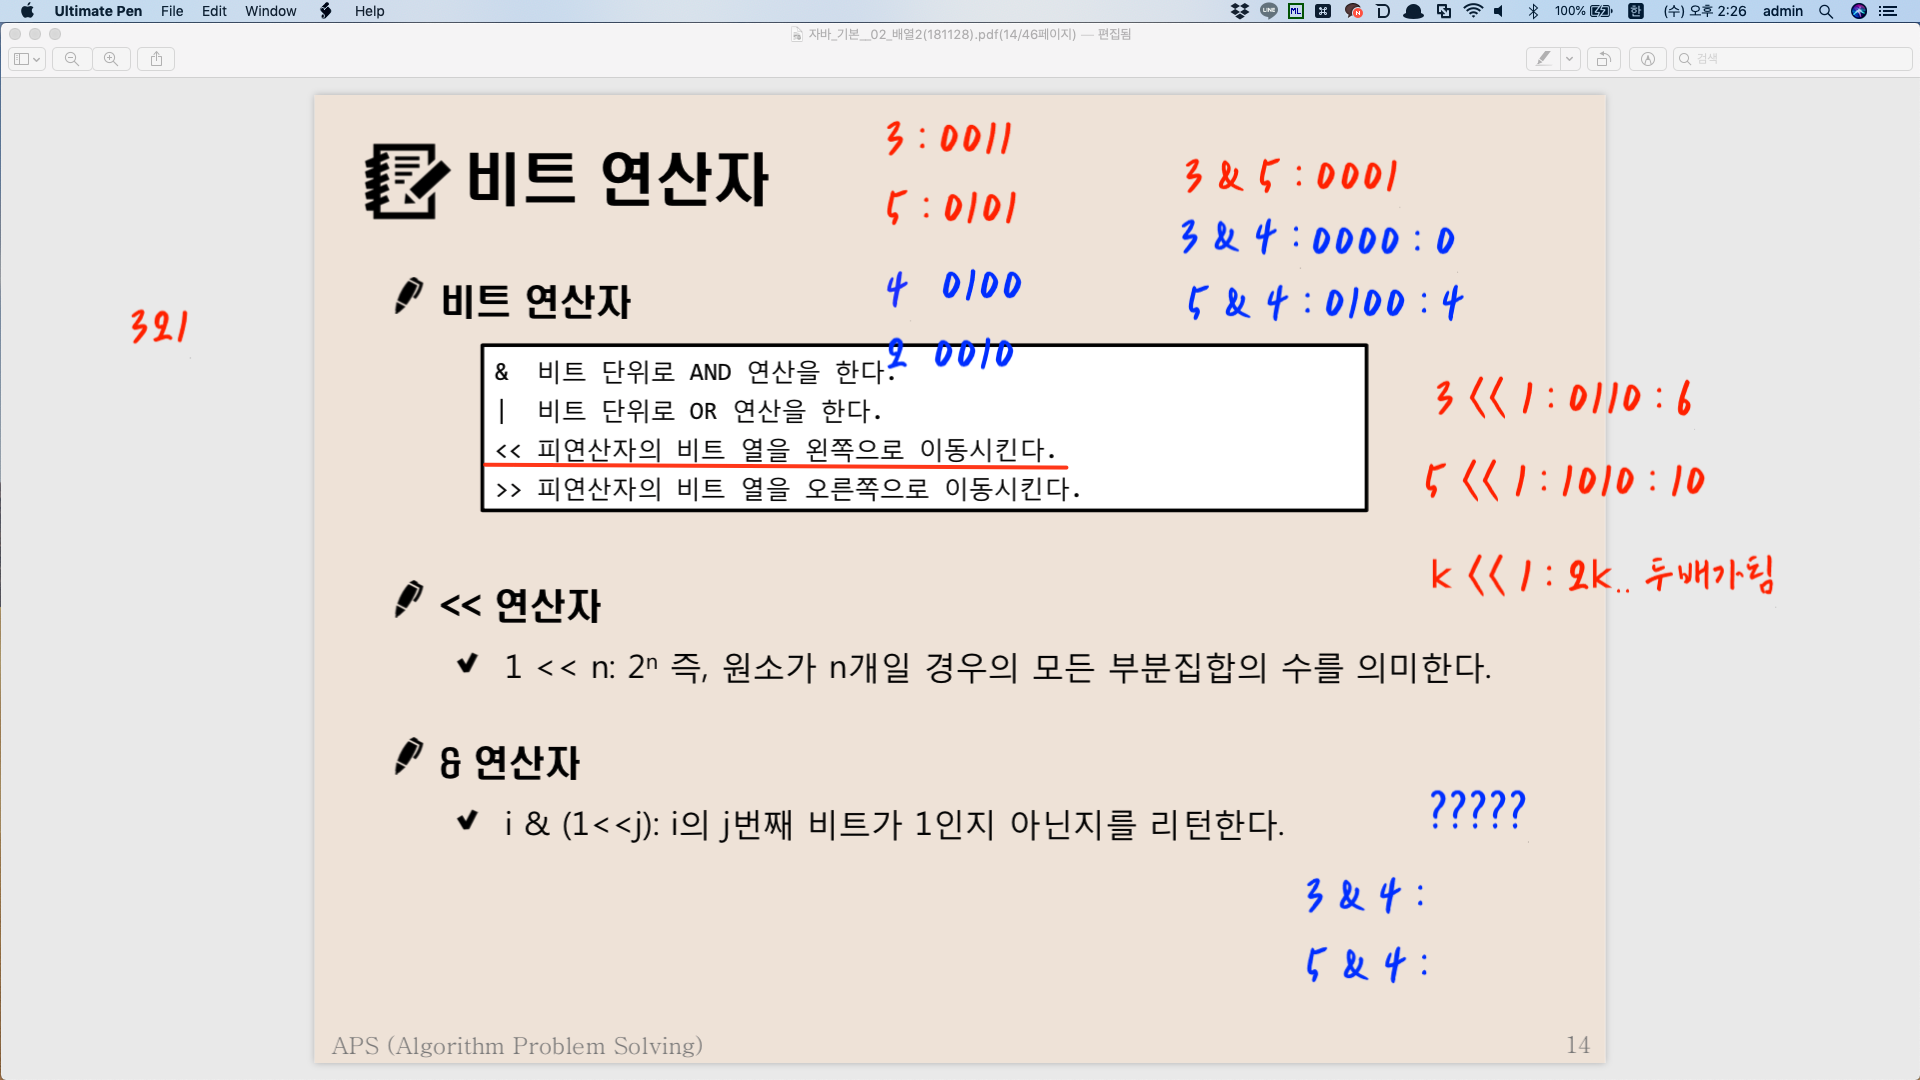 Ultimate Pen File Edit Window Help 100% 한 (수) 오후 2:26 admin
자바_기본__02_배열2(181128).pdf(14/46페이지) — 편집됨
검색
비트 연산자
3 : 0011
5 : 0101
4 0100
2 0010
3 & 5 : 0001
3 & 4 : 0000 : 0
5 & 4 : 0100 : 4
321
비트 연산자
& 비트 단위로 AND 연산을 한다.
| 비트 단위로 OR 연산을 한다.
<< 피연산자의 비트 열을 왼쪽으로 이동시킨다.
>> 피연산자의 비트 열을 오른쪽으로 이동시킨다.
3 << 1 : 0110 : 6
5 << 1 : 1010 : 10
k << 1 : 2k.. 두배가됨
<< 연산자
1 << n: 2ⁿ 즉, 원소가 n개일 경우의 모든 부분집합의 수를 의미한다.
& 연산자
i & (1<<j): i의 j번째 비트가 1인지 아닌지를 리턴한다.
?????
3 & 4 :
5 & 4 :
APS (Algorithm Problem Solving)
14